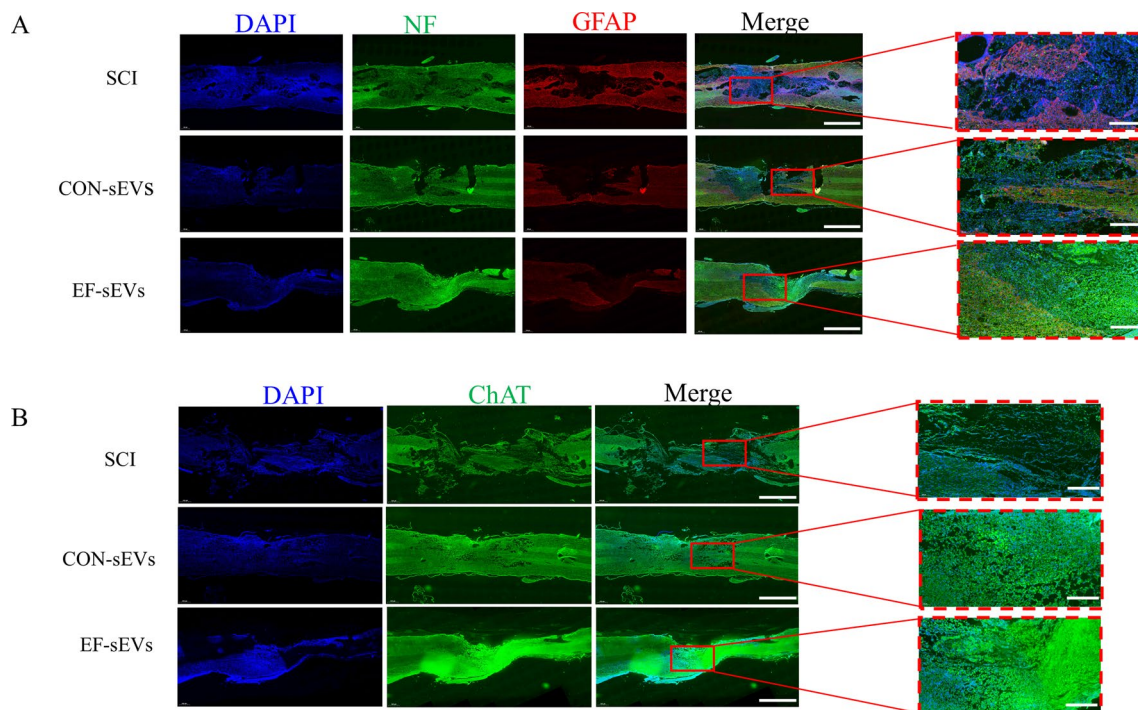 A
DAPI NF GFAP Merge
SCI
CON-sEVs
EF-sEVs
B
DAPI ChAT Merge
SCI
CON-sEVs
EF-sEVs